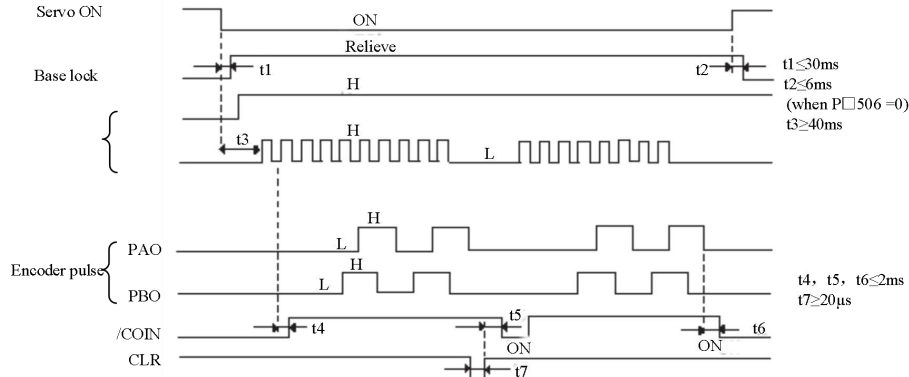 Servo ON
ON
Relieve
Base lock
t1
t2
t1≤30ms
t2≤6ms
(when P□506 =0)
t3≥40ms
H
t3
H
L
H
PAO
L
Encoder pulse
H
PBO
L
t4, t5, t6≤2ms
t7≥20μs
/COIN
t4
t5
t6
ON
ON
CLR
t7